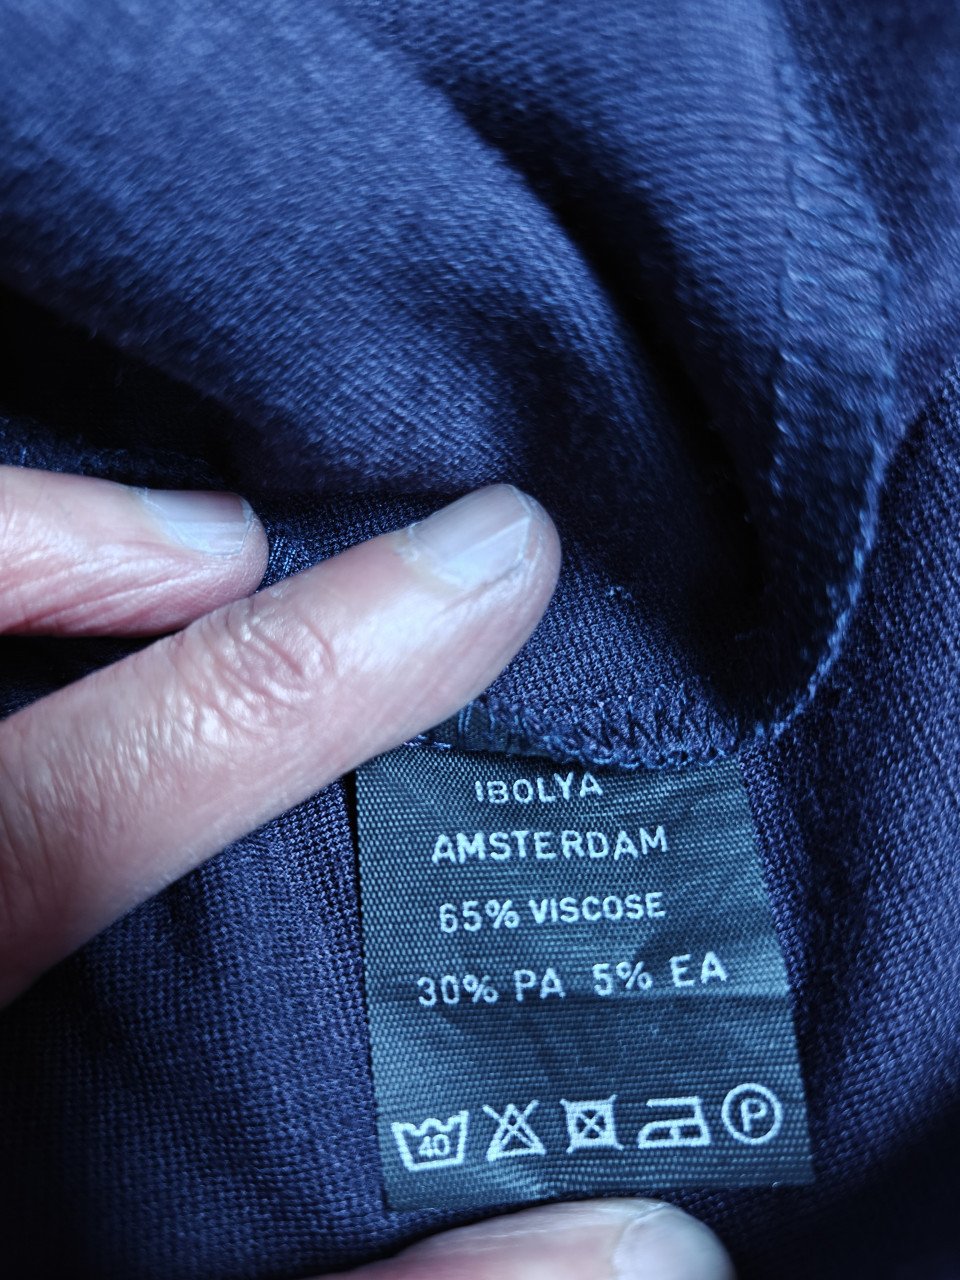 IBOLYA
AMSTERDAM
65% VISCOSE
30% PA 5% EA
40 P